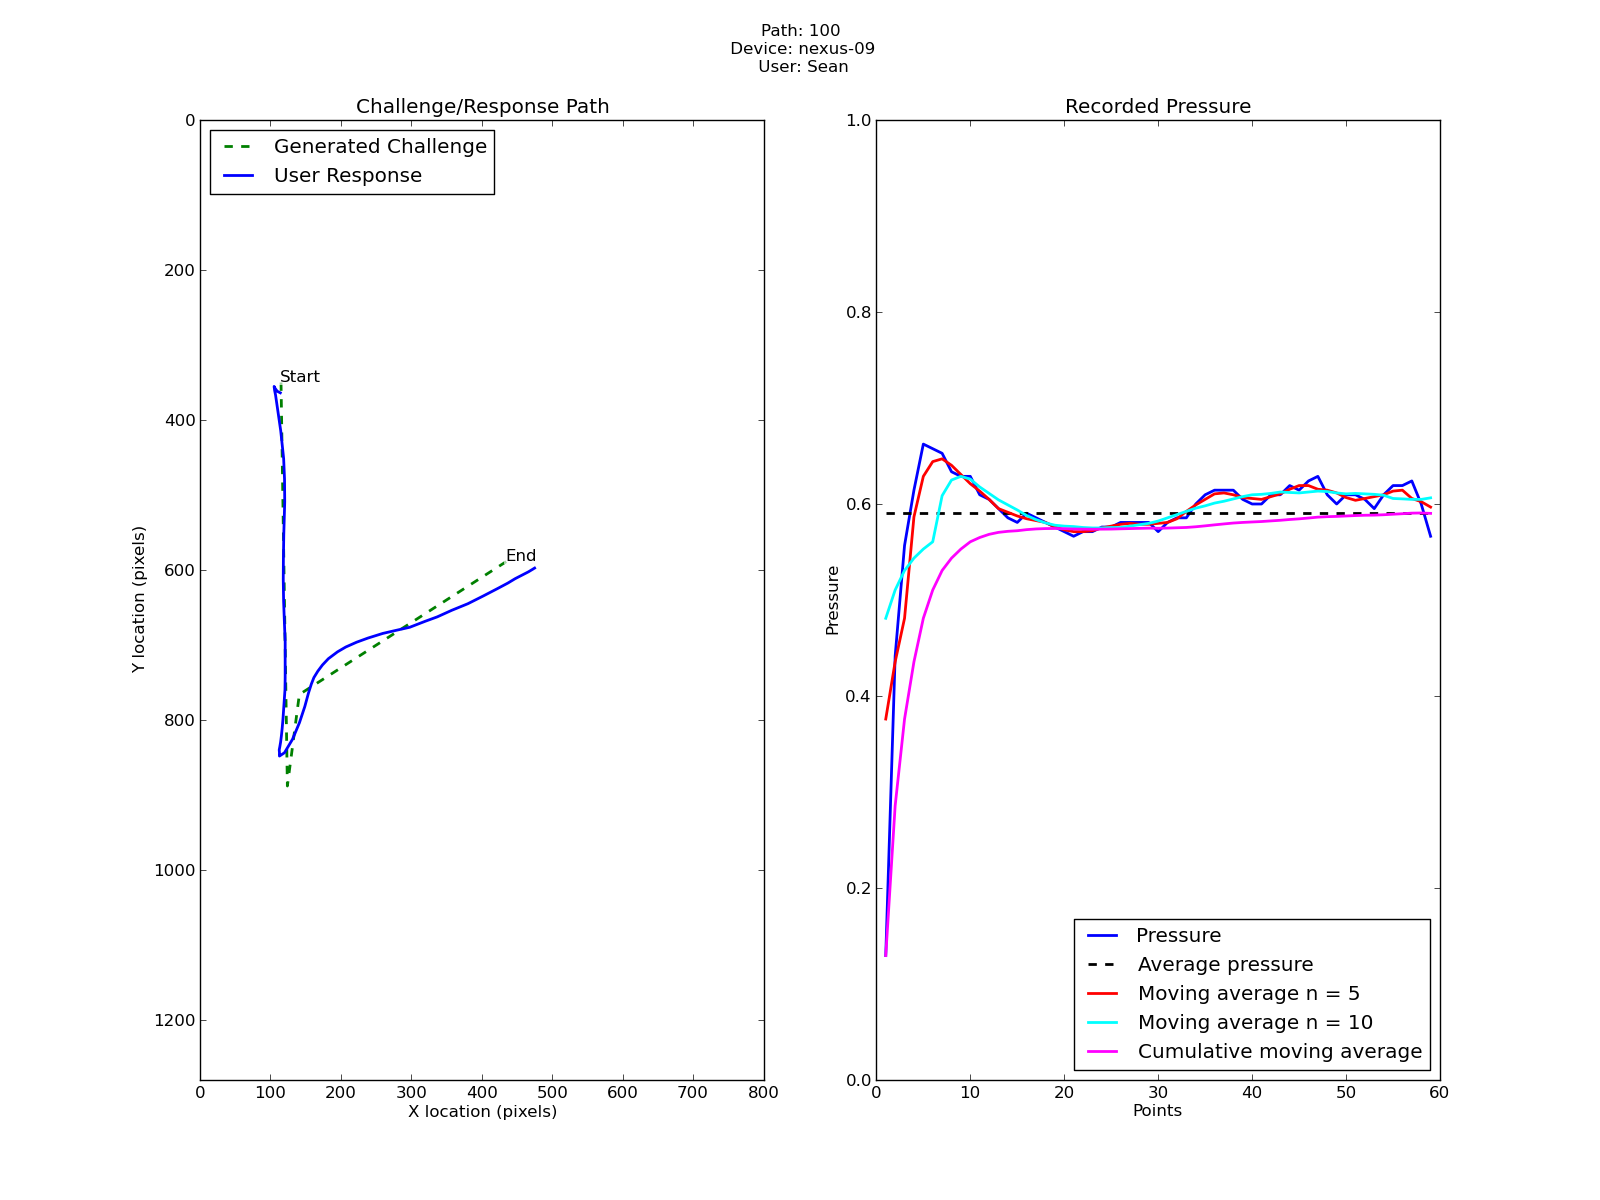 Path: 100
Device: nexus-09
User: Sean
Challenge/Response Path
Generated Challenge
User Response
Start
End
0
200
400
600
800
1000
1200
Y location (pixels)
0 100 200 300 400 500 600 700 800
X location (pixels)
Recorded Pressure
1.0
0.8
0.6
0.4
0.2
0.0
Pressure
Pressure
Average pressure
Moving average n = 5
Moving average n = 10
Cumulative moving average
0 10 20 30 40 50 60
Points